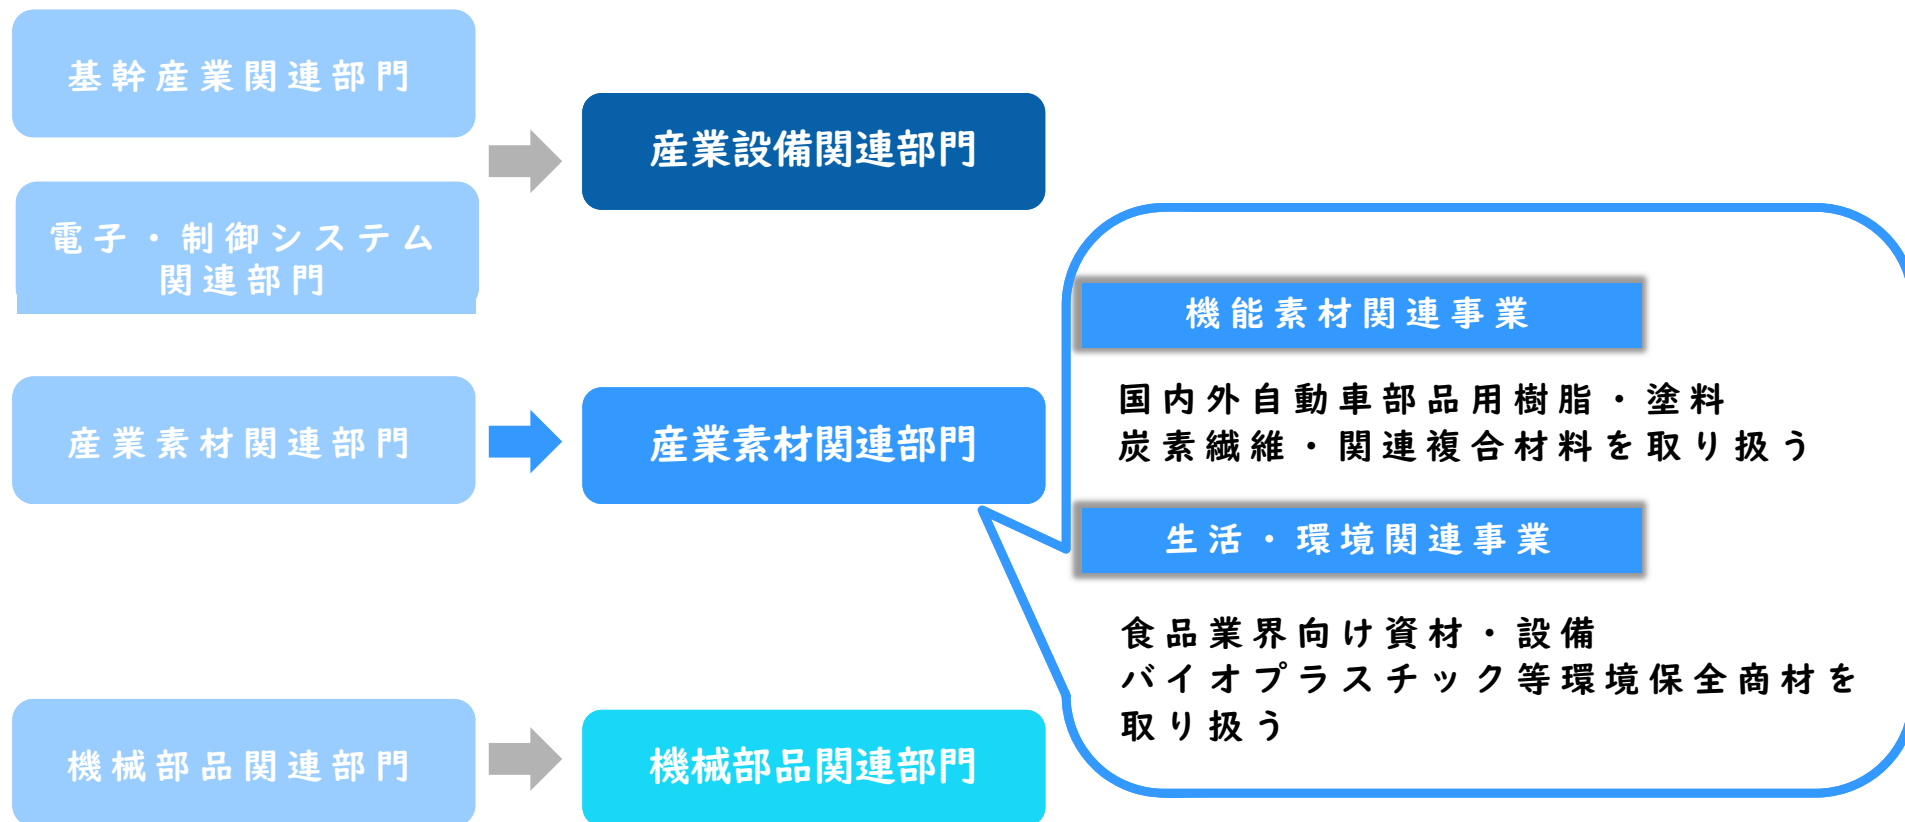 基幹産業関連部門
電子・制御システム
関連部門
産業設備関連部門
産業素材関連部門
産業素材関連部門
機能素材関連事業
国内外自動車部品用樹脂・塗料
炭素繊維・関連複合材料を取り扱う
生活・環境関連事業
食品業界向け資材・設備
バイオプラスチック等環境保全商材を
取り扱う
機械部品関連部門
機械部品関連部門